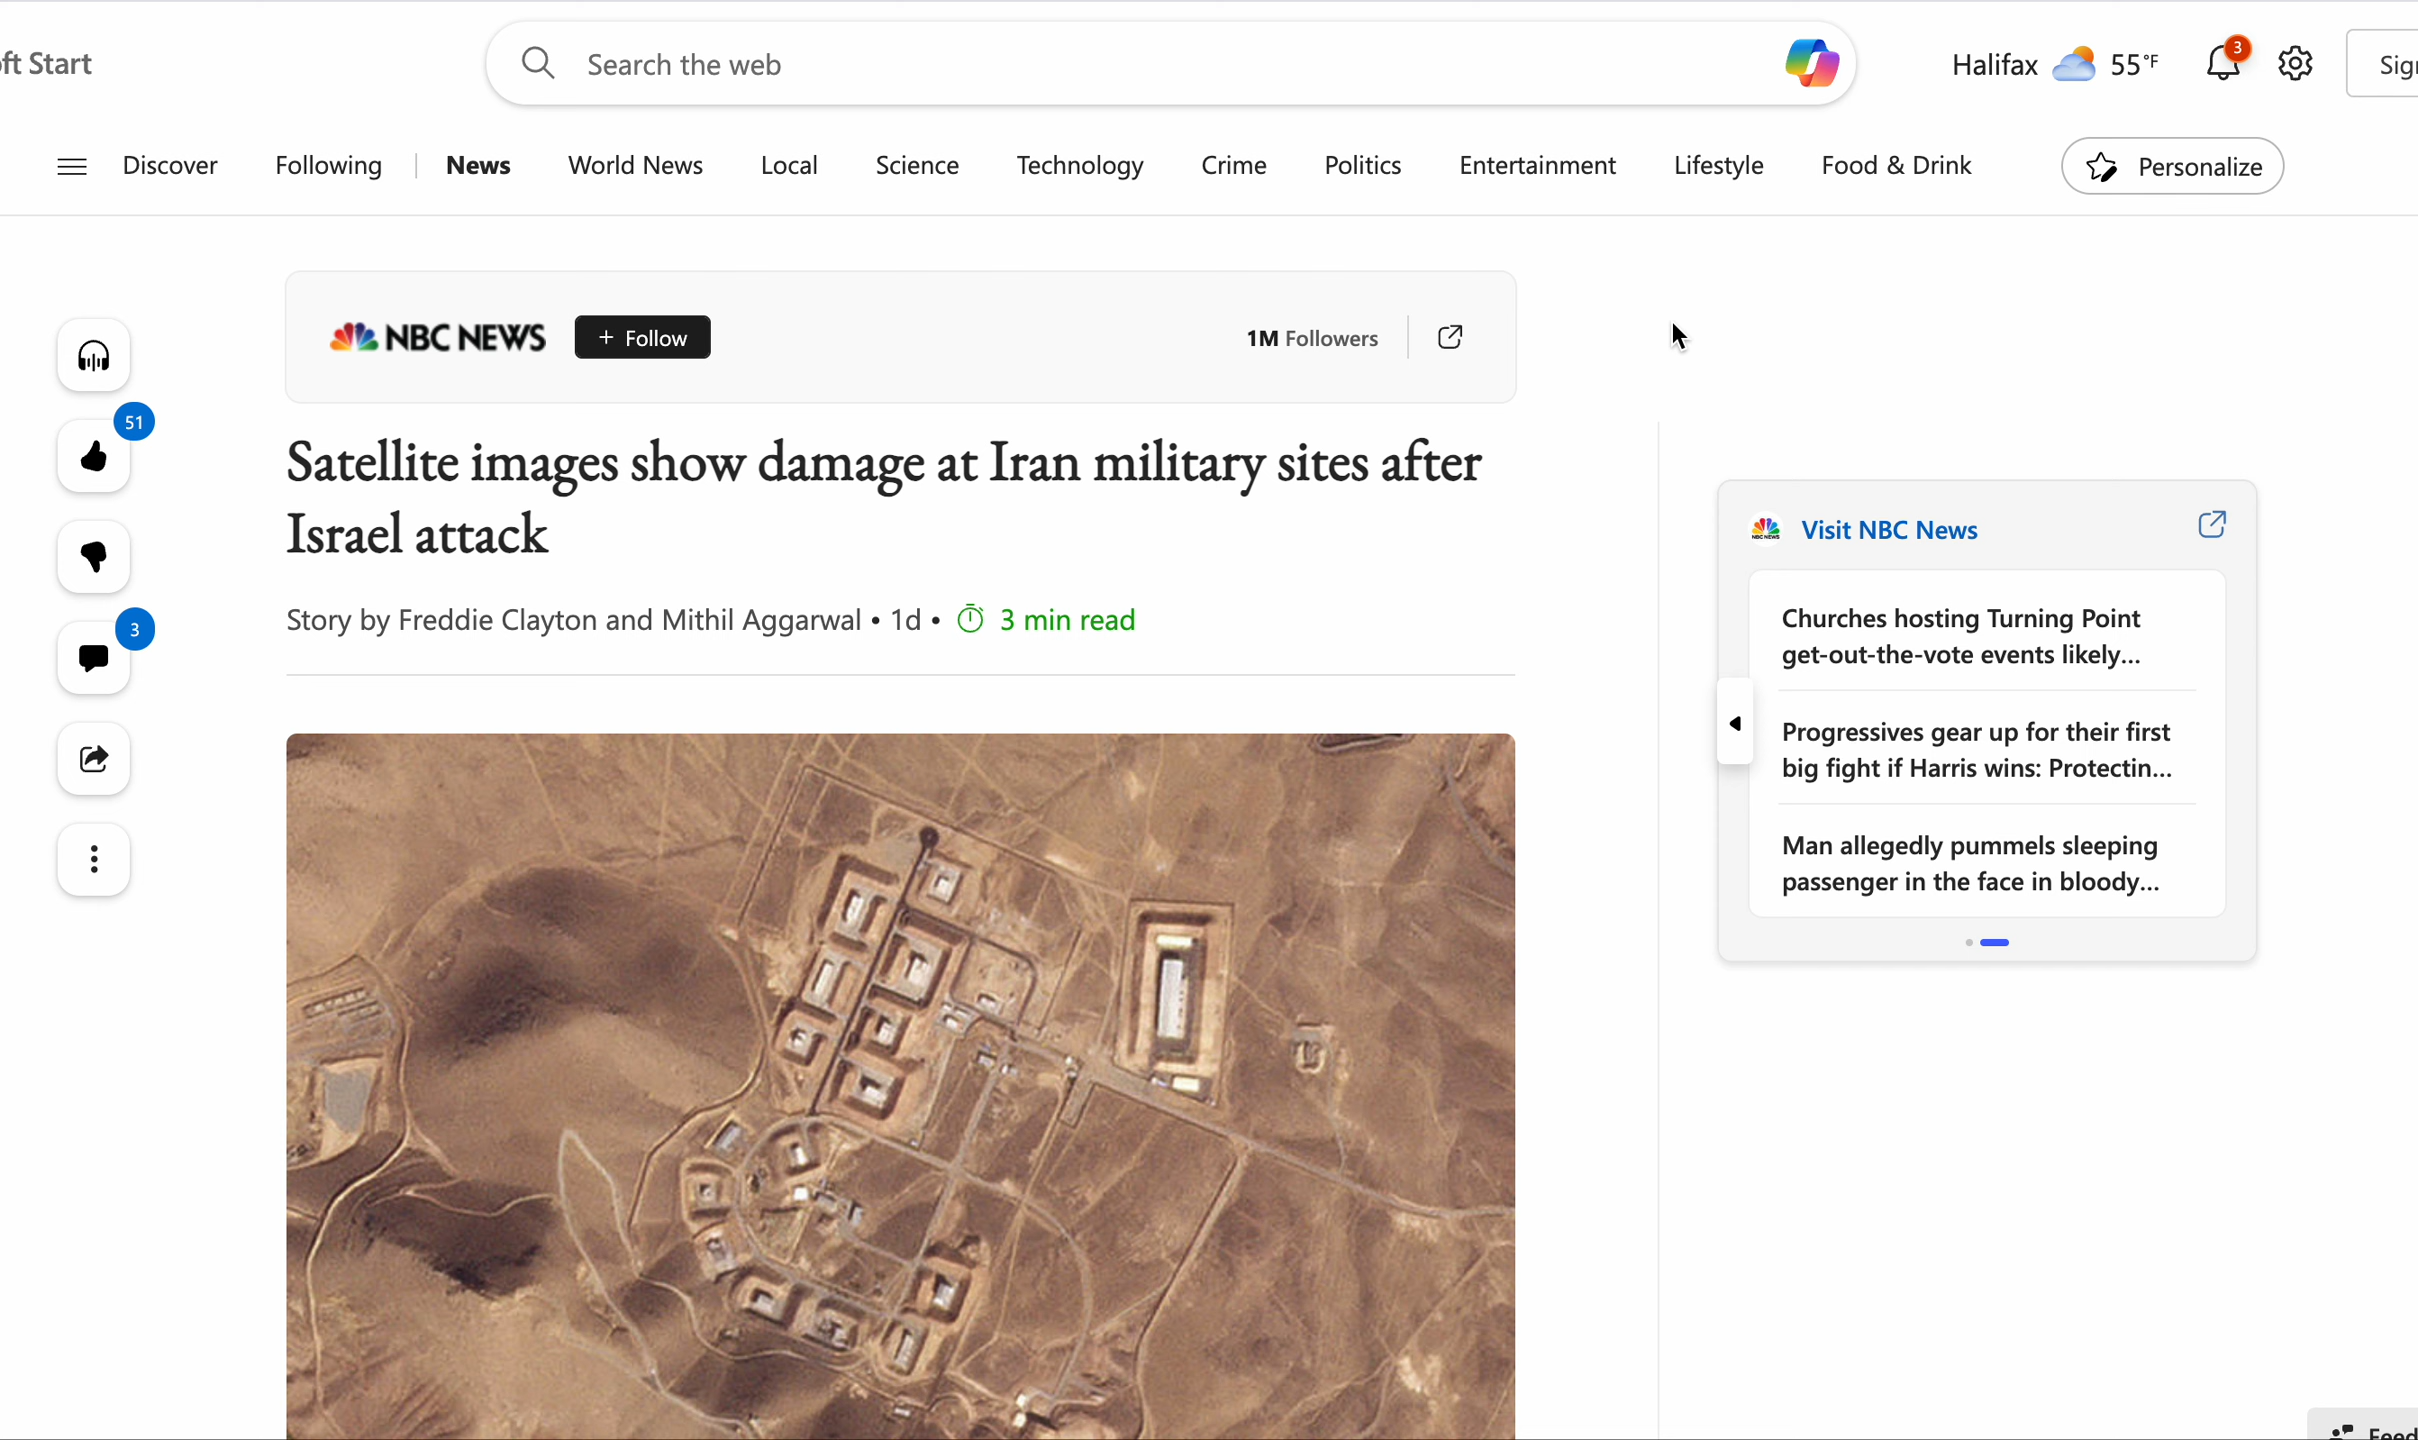 ft Start
Search the web
Halifax 55°F
3
Sig
Discover Following News World News Local Science Technology Crime Politics Entertainment Lifestyle Food & Drink Personalize
NBC NEWS + Follow 1M Followers
51
Satellite images show damage at Iran military sites after
Israel attack
Story by Freddie Clayton and Mithil Aggarwal • 1d • 3 min read
3
NBC NEWS
Visit NBC News
Churches hosting Turning Point
get-out-the-vote events likely...
Progressives gear up for their first
big fight if Harris wins: Protectin...
Man allegedly pummels sleeping
passenger in the face in bloody...
Feed